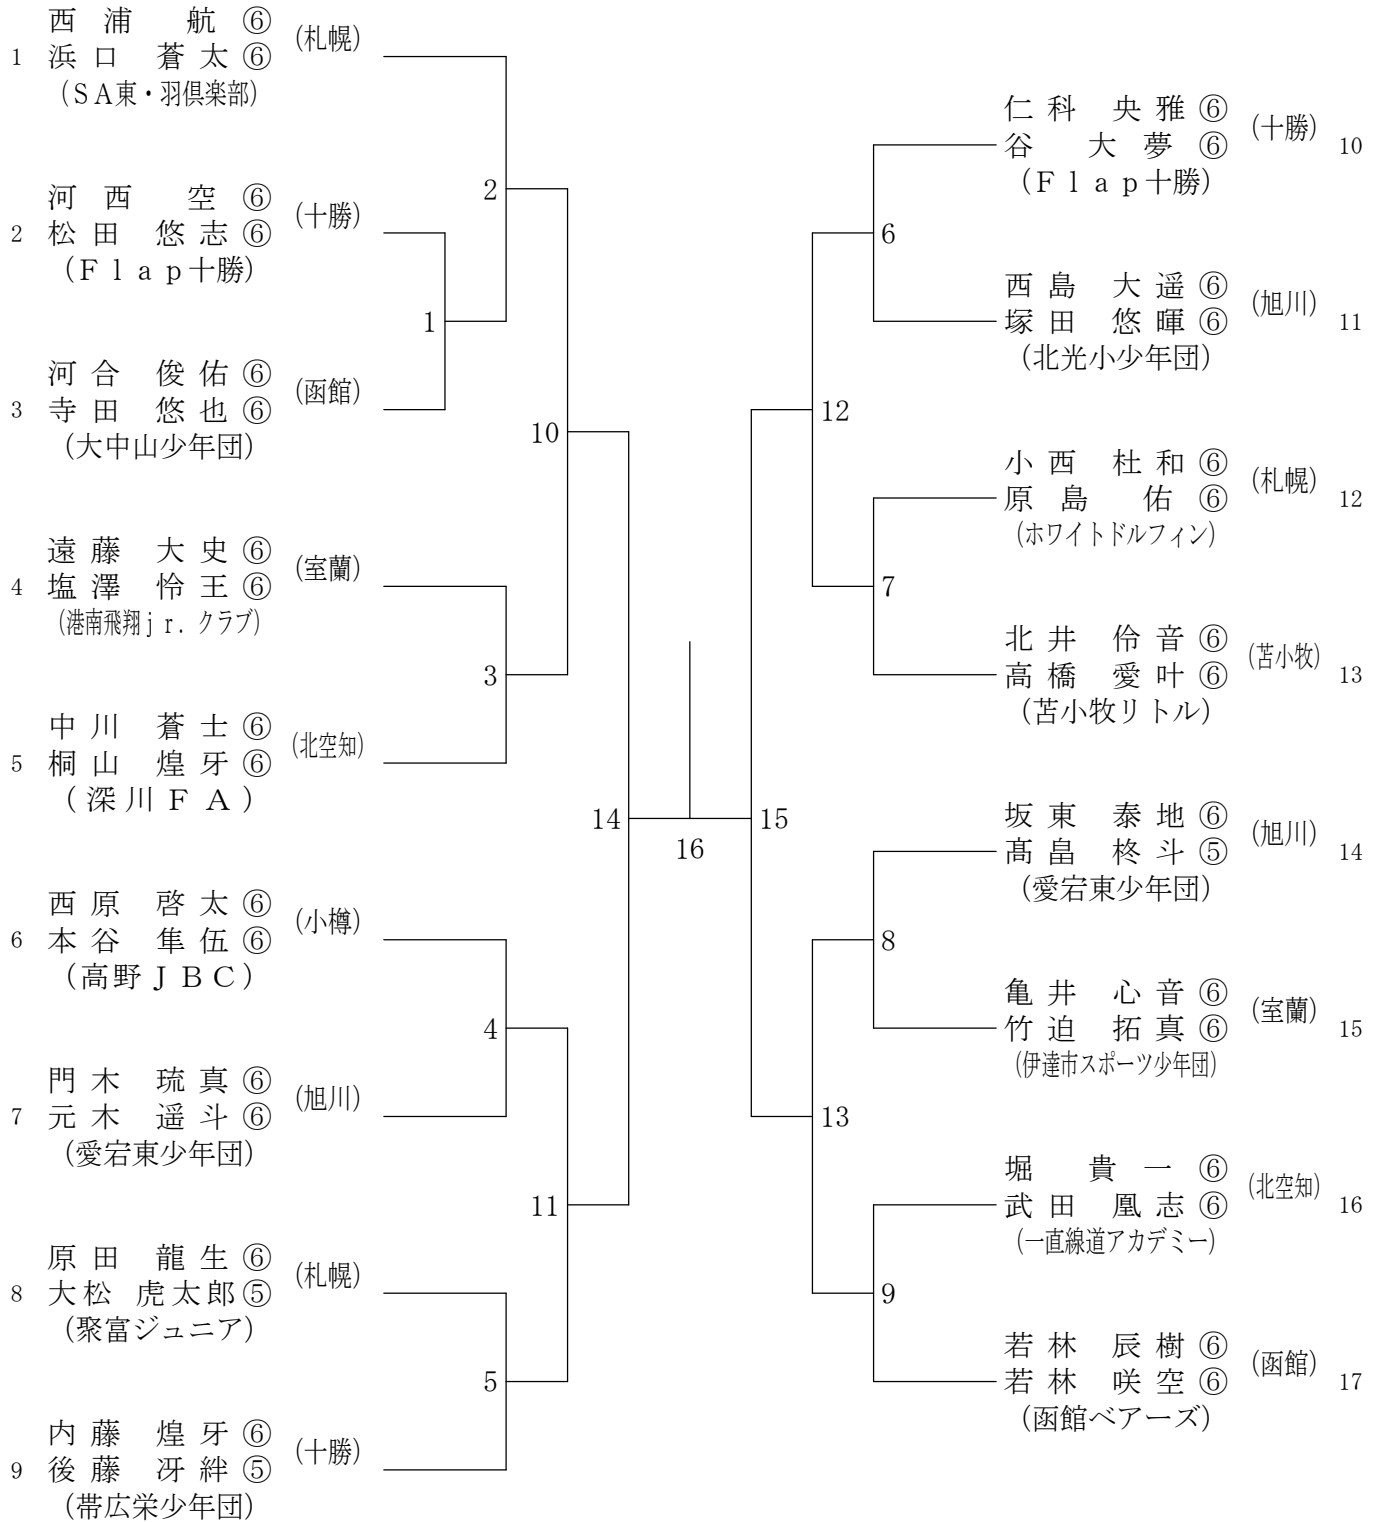 西浦 航⑥
1 浜口 蒼太⑥ (札幌)
(ＳＡ東・羽倶楽部)
河西 空⑥
2 松田 悠志⑥ (十勝)
(Ｆｌａｐ十勝)
河合 俊佑⑥
3 寺田 悠也⑥ (函館)
(大中山少年団)
遠藤 大史⑥
4 塩澤 怜王⑥ (室蘭)
(港南飛翔ｊｒ．クラブ)
中川 蒼士⑥
5 桐山 煌牙⑥ (北空知)
(深川ＦＡ)
西原 啓太⑥
6 本谷 隼伍⑥ (小樽)
(高野ＪＢＣ)
門木 琉真⑥
7 元木 遥斗⑥ (旭川)
(愛宕東少年団)
原田 龍生⑥
8 大松 虎太郎⑤ (札幌)
(聚富ジュニア)
内藤 煌牙⑥
9 後藤 冴絆⑤ (十勝)
(帯広栄少年団)
2
1
10
3
14
4
11
5
16
仁科 央雅⑥
谷 大夢⑥ (十勝) 10
(Ｆｌａｐ十勝)
西島 大遥⑥
塚田 悠暉⑥ (旭川) 11
(北光小少年団)
小西 杜和⑥
原島 佑⑥ (札幌) 12
(ホワイトドルフィン)
北井 伶音⑥
高橋 愛叶⑥ (苫小牧) 13
(苫小牧リトル)
坂東 泰地⑥
髙畠 柊斗⑤ (旭川) 14
(愛宕東少年団)
亀井 心音⑥
竹迫 拓真⑥ (室蘭) 15
(伊達市スポーツ少年団)
堀 貴一⑥
武田 凰志⑥ (北空知) 16
(一直線道アカデミー)
若林 辰樹⑥
若林 咲空⑥ (函館) 17
(函館ベアーズ)
6
12
7
15
8
13
9